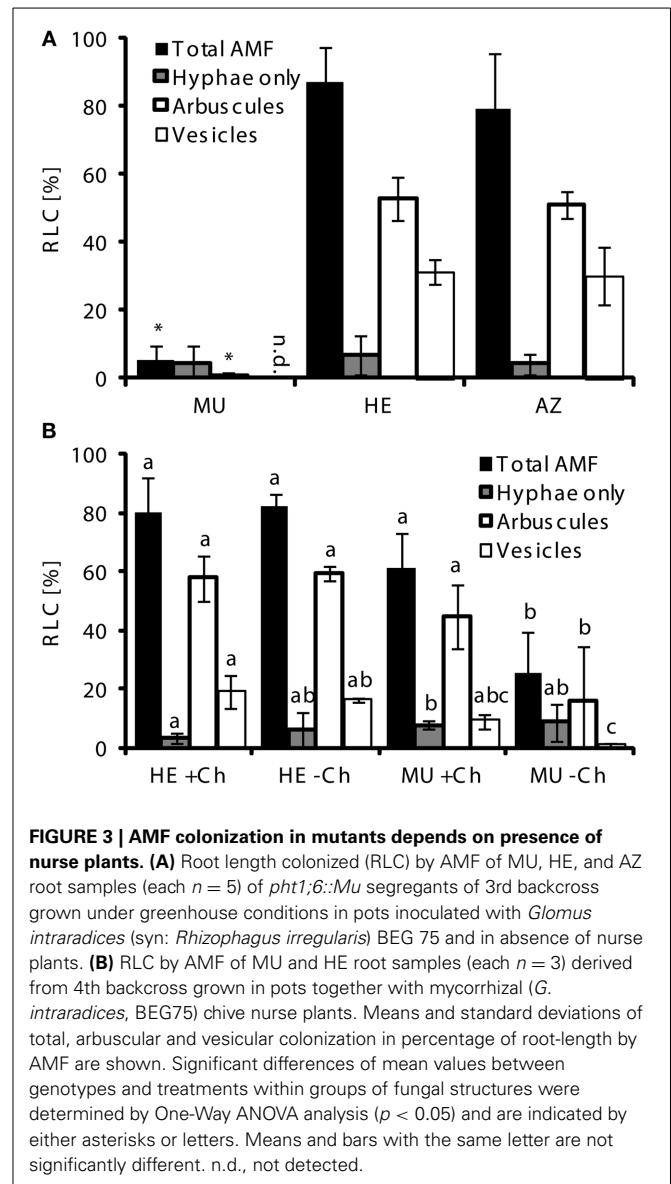 A
100
80
60
40
20
0
RLC [%]
Total AMF
Hyphae only
Arbuscules
Vesicles
*
*
n.d.
MU
HE
AZ
B
100
80
60
40
20
0
RLC [%]
Total AMF
Hyphae only
Arbuscules
Vesicles
a
a
a
a
a
ab
a
ab
a
b
a
abc
b
ab
b
c
HE +Ch
HE -Ch
MU +Ch
MU -Ch
FIGURE 3 | AMF colonization in mutants depends on presence of
nurse plants. (A) Root length colonized (RLC) by AMF of MU, HE, and AZ
root samples (each n = 5) of pht1;6::Mu segregants of 3rd backcross
grown under greenhouse conditions in pots inoculated with Glomus
intraradices (syn: Rhizophagus irregularis) BEG 75 and in absence of nurse
plants. (B) RLC by AMF of MU and HE root samples (each n = 3) derived
from 4th backcross grown in pots together with mycorrhizal (G.
intraradices, BEG75) chive nurse plants. Means and standard deviations of
total, arbuscular and vesicular colonization in percentage of root-length by
AMF are shown. Significant differences of mean values between
genotypes and treatments within groups of fungal structures were
determined by One-Way ANOVA analysis (p < 0.05) and are indicated by
either asterisks or letters. Means and bars with the same letter are not
significantly different. n.d., not detected.